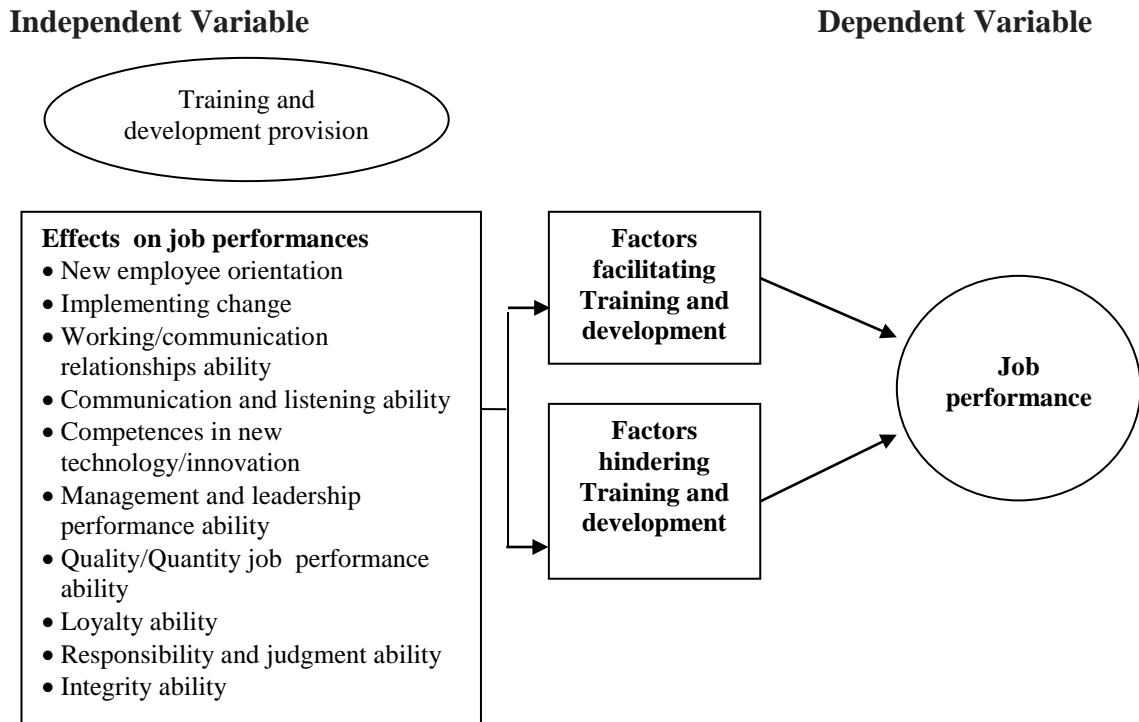 Independent Variable
Dependent Variable
Training and
development provision
Effects on job performances
• New employee orientation
• Implementing change
• Working/communication
relationships ability
• Communication and listening ability
• Competences in new
technology/innovation
• Management and leadership
performance ability
• Quality/Quantity job performance
ability
• Loyalty ability
• Responsibility and judgment ability
• Integrity ability
Factors
facilitating
Training and
development
Factors
hindering
Training and
development
Job
performance